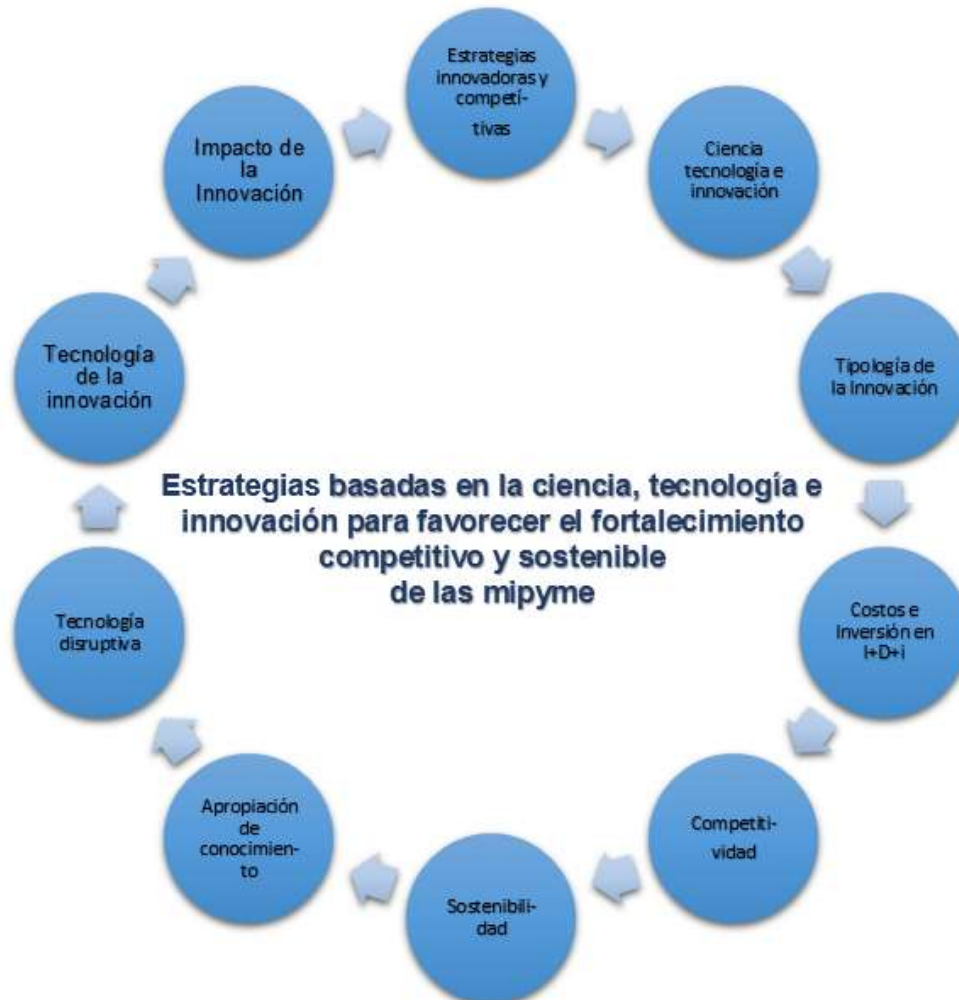 Estrategias
innovadoras y
competí-
tivas
Ciencia
tecnología e
innovación
Tipología de
la Innovación
Costos e
Inversión en
I+D+i
Competiti-
vidad
Sostenibili-
dad
Apropiación
de
conocimien-
to
Tecnología
disruptiva
Tecnología
de la
innovación
Impacto de
la
Innovación
Estrategias basadas en la ciencia, tecnología e
innovación para favorecer el fortalecimiento
competitivo y sostenible
de las mipyme